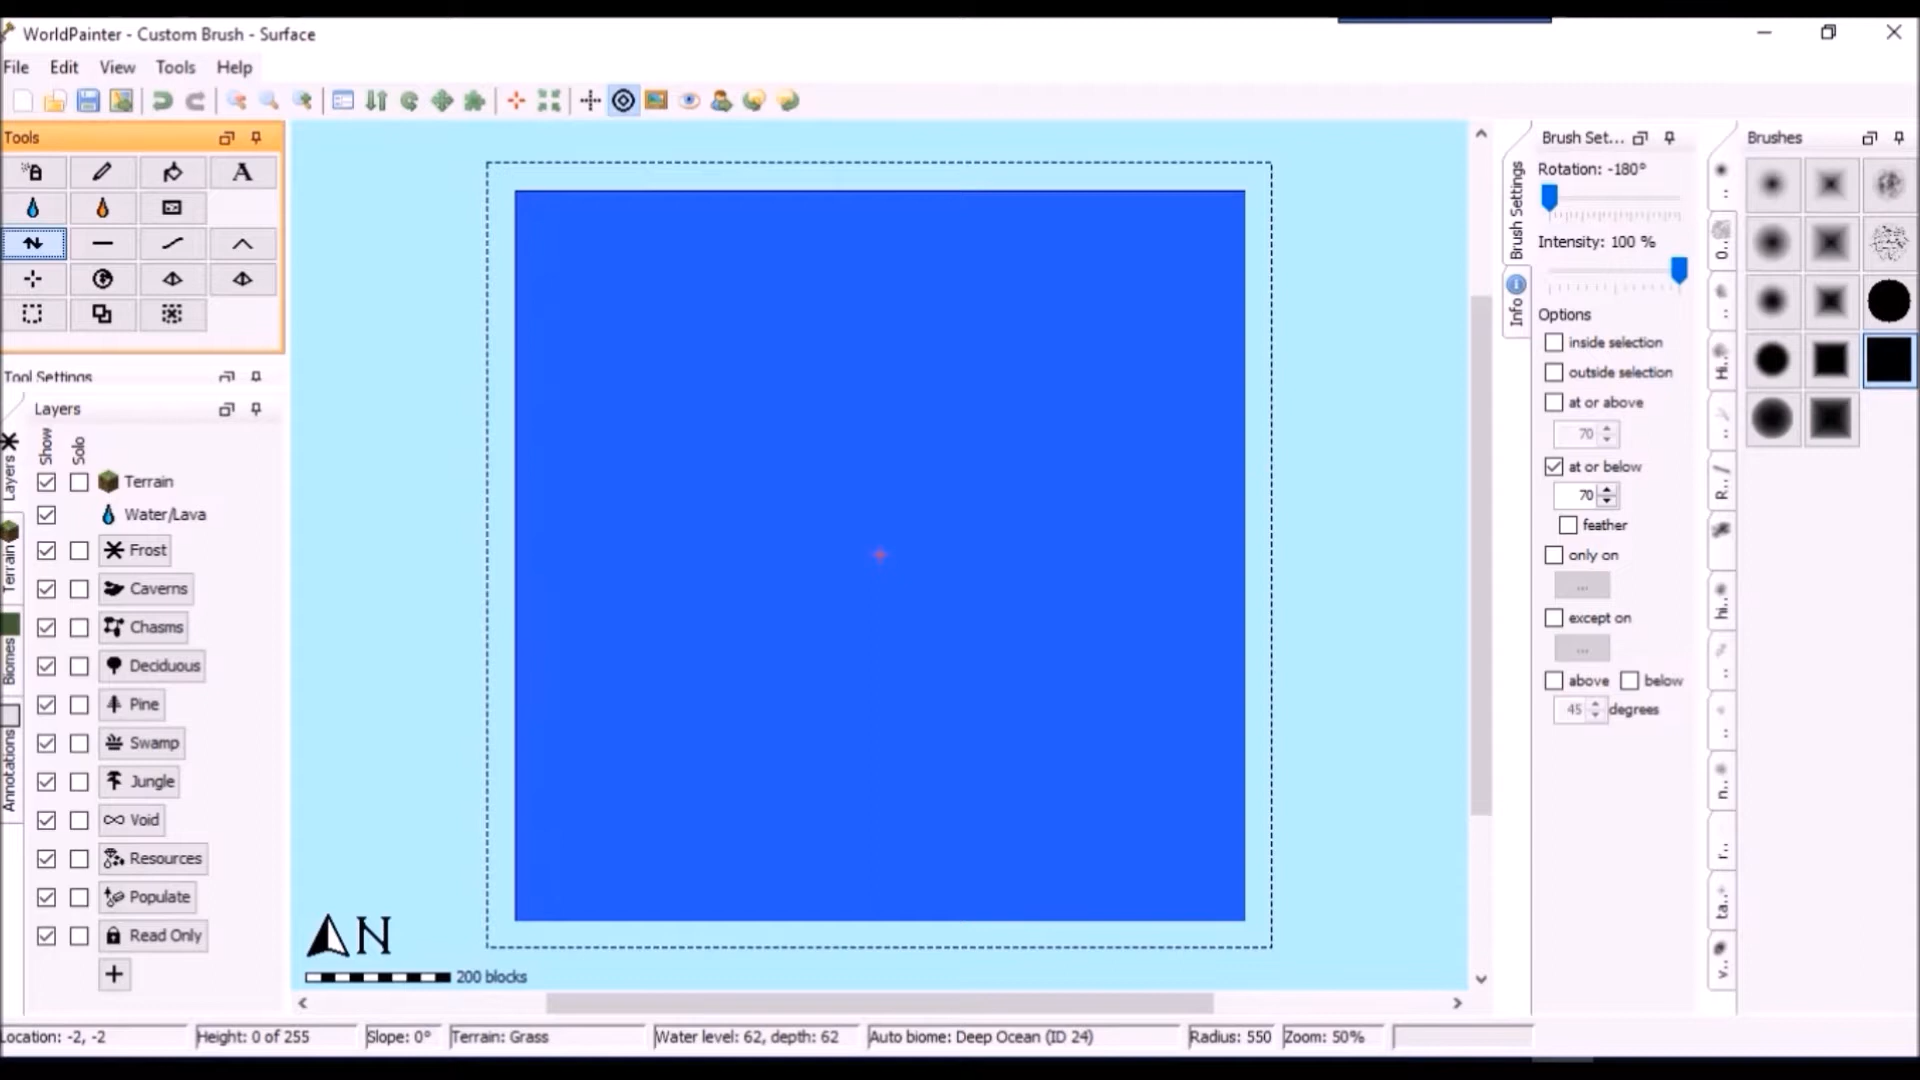 WorldPainter - Custom Brush - Surface
File Edit View Tools Help
Tools
A
Tool Settings
Layers
Show
Solo
Terrain
Water/Lava
Frost
Caverns
Chasms
Deciduous
Pine
Swamp
Jungle
Void
Resources
Populate
Read Only
Layers
Terrain
Biomes
Annotations
N
200 blocks
Brush Settings
Info
Brush Set...
Rotation: -180°
Intensity: 100 %
Options
inside selection
outside selection
at or above
70
at or below
70
feather
only on
...
except on
...
above below
45 degrees
Brushes
..
0..
..
Hi..
..
R..
hi..
..
..
n..
r..
ta..
v..
Location: -2, -2
Height: 0 of 255
Slope: 0°
Terrain: Grass
Water level: 62, depth: 62
Auto biome: Deep Ocean (ID 24)
Radius: 550
Zoom: 50%